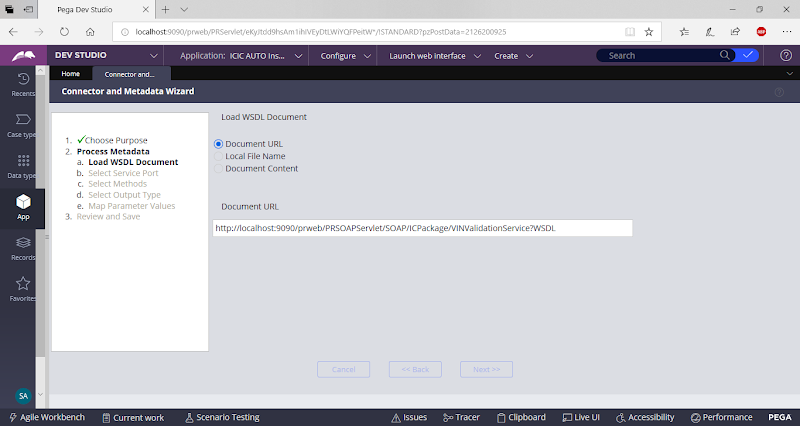 Pega Dev Studio
localhost:9090/prweb/PRServlet/eKyJtdd9hsAm1ihIVEyDtLWiYQFPeitW*/!STANDARD?pzPostData=2126200925
DEV STUDIO
Application: ICIC AUTO Ins...
Configure
Launch web interface
Create
Search
Home
Connector and...
Connector and Metadata Wizard
Recents
Case type
Data type
App
Records
Favorites
SA
1. Choose Purpose
2. Process Metadata
a. Load WSDL Document
b. Select Service Port
c. Select Methods
d. Select Output Type
e. Map Parameter Values
3. Review and Save
Load WSDL Document
Document URL
Local File Name
Document Content
Document URL
http://localhost:9090/prweb/PRSOAPServlet/SOAP/ICPackage/VINValidationService?WSDL
Cancel
<< Back
Next >>
Agile Workbench
Current work
Scenario Testing
Issues
Tracer
Clipboard
Live UI
Accessibility
Performance
PEGA